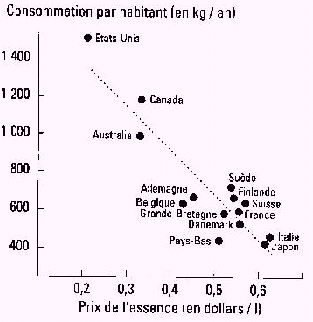 Consommation par habitant (en kg / an)
Etats Unis
1 400
1 200
Canada
1 000
Australia
800
Suède
Allemagne
Finlande
Belgique
Suisse
600
Grande Bretagne
France
Danemark
Pays-Bas
Italie
400
Japon
0,2
0,3
0,4
0,5
0,6
Prix de l'essence (en dollars / l)